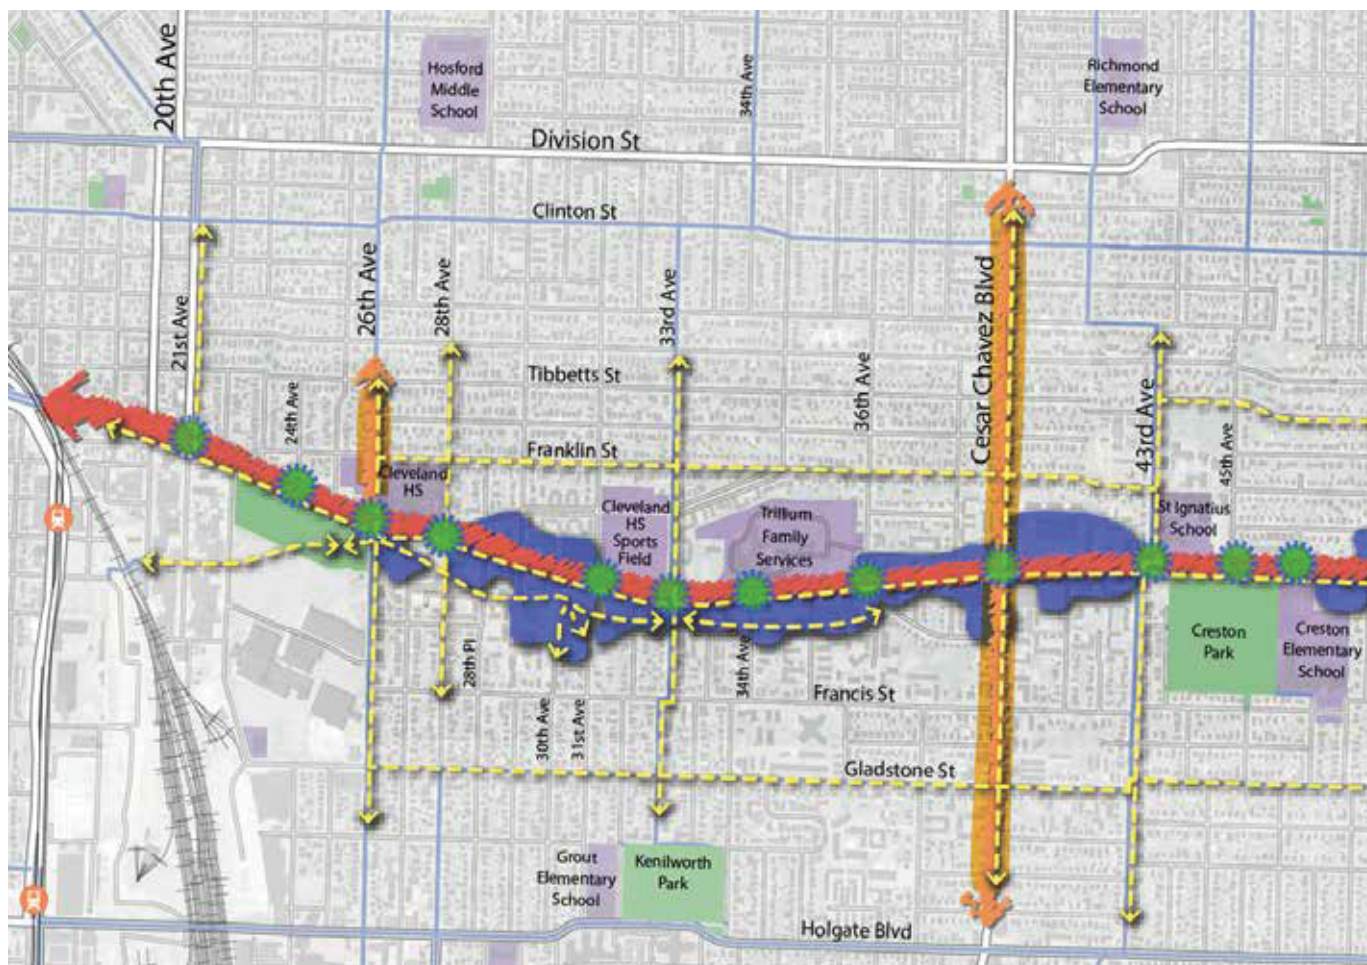 20th Ave
Hosford
Middle
School
34th Ave
Richmond
Elementary
School
Division St
Clinton St
21st Ave
26th Ave
28th Ave
33rd Ave
Cesar Chavez Blvd
24th Ave
Tibbetts St
36th Ave
43rd Ave
45th Ave
Franklin St
Cleveland
HS
Cleveland
HS
Sports
Field
Trillium
Family
Services
St Ignatius
School
28th Pl
34th Ave
Creston
Park
Creston
Elementary
School
30th Ave
31st Ave
Francis St
Gladstone St
Grout
Elementary
School
Kenilworth
Park
Holgate Blvd